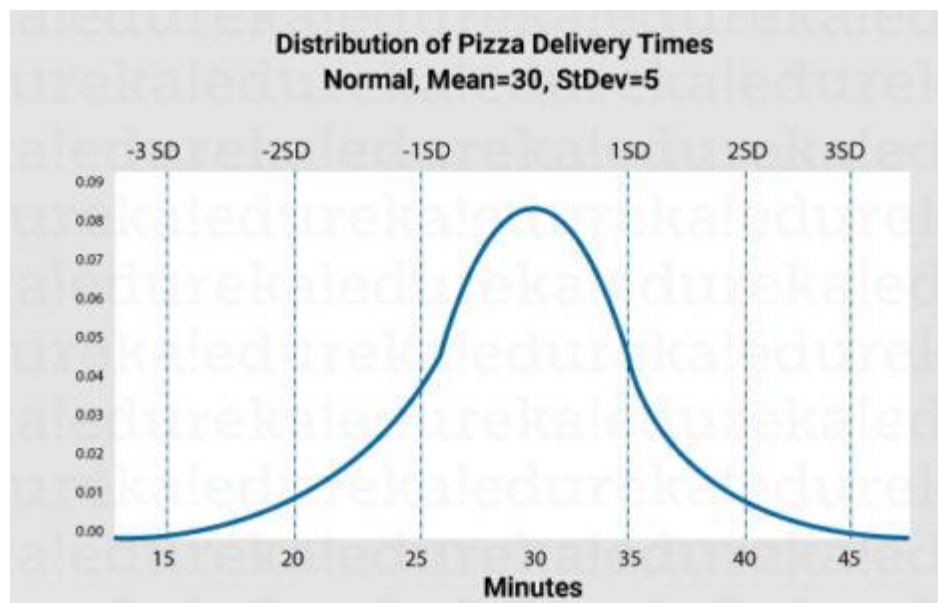 Distribution of Pizza Delivery Times
Normal, Mean=30, StDev=5
-3 SD -2SD -1SD 1SD 2SD 3SD
0.09
0.08
0.07
0.06
0.05
0.04
0.03
0.02
0.01
0.00
15 20 25 30 35 40 45
Minutes